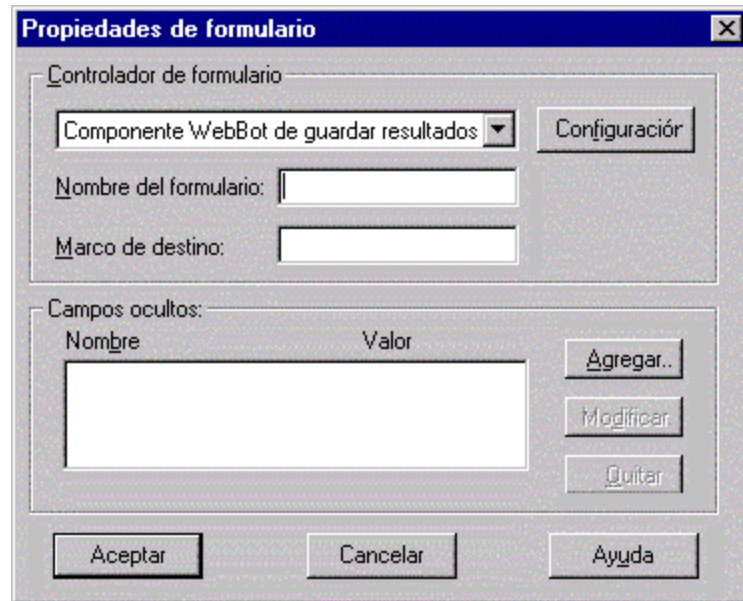 Propiedades de formulario
Controlador de formulario
Componente WebBot de guardar resultados
Configuraciór
Nombre del formulario:
Marco de destino:
Campos ocultos:
Nombre Valor
Agregar..
Modificar.
Quitar
Aceptar Cancelar Ayuda